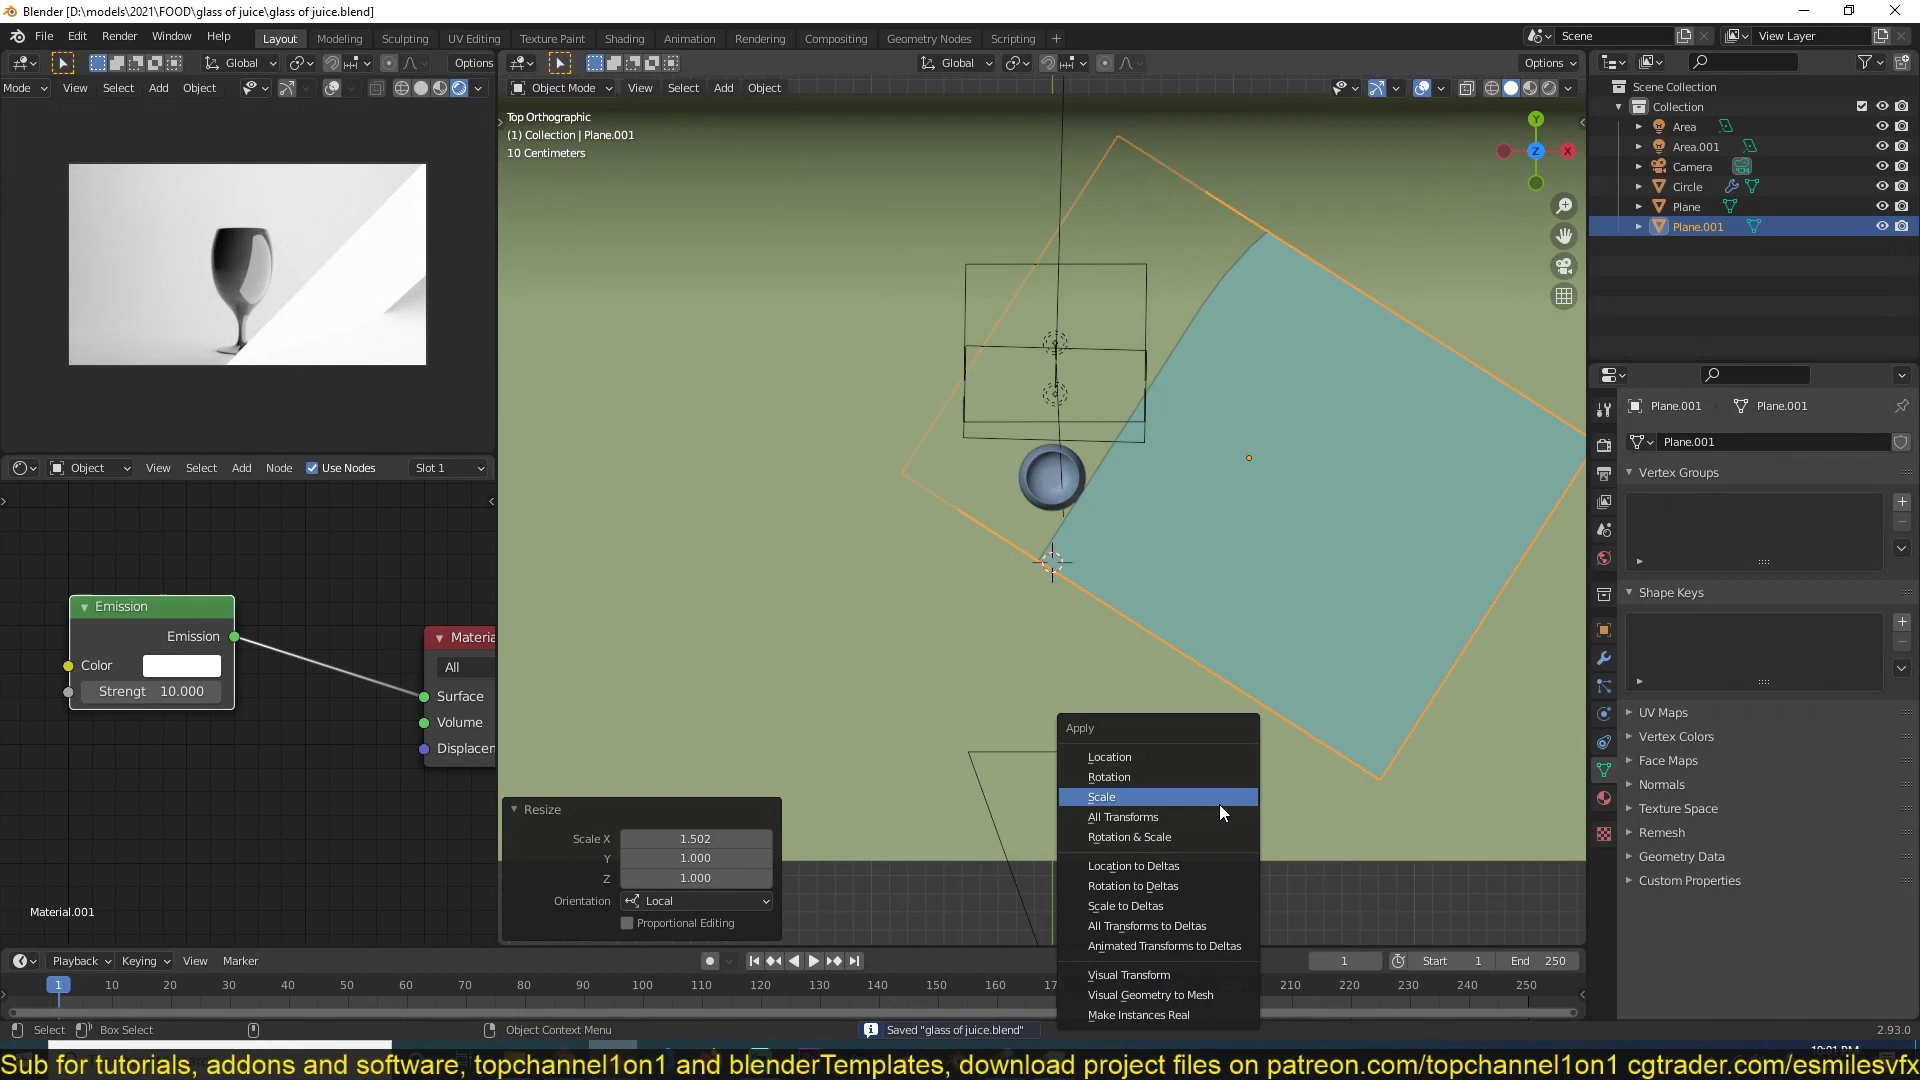 Blender [D:\models\2021\FOOD\glass of juice\glass of juice.blend]
File Edit Render Window Help Layout Modeling Sculpting UV Editing Texture Paint Shading Animation Rendering Compositing Geometry Nodes Scripting + Scene View Layer
Global Options Global Options
Mode View Select Add Object Object Mode View Select Add Object
Top Orthographic
(1) Collection | Plane.001
10 Centimeters
Y
Z
X
Scene Collection
Collection
Area
Area.001
Camera
Circle
Plane
Plane.001
Plane.001 Plane.001
Plane.001
Vertex Groups
Shape Keys
UV Maps
Vertex Colors
Face Maps
Normals
Texture Space
Remesh
Geometry Data
Custom Properties
Object View Select Add Node Use Nodes Slot 1
Emission
Emission
Color
Strengt 10.000
Materia
All
Surface
Volume
Displacen
Material.001
Resize
Scale X 1.502
Y 1.000
Z 1.000
Orientation Local
Proportional Editing
Apply
Location
Rotation
Scale
All Transforms
Rotation & Scale
Location to Deltas
Rotation to Deltas
Scale to Deltas
All Transforms to Deltas
Animated Transforms to Deltas
Visual Transform
Visual Geometry to Mesh
Make Instances Real
Playback Keying View Marker 1 Start 1 End 250
1 10 20 30 40 50 60 70 80 90 100 110 120 130 140 150 160 210 220 230 240 250
Select Box Select Object Context Menu Saved "glass of juice.blend" 2.93.0
Sub for tutorials, addons and software; topchannel1on1 and blenderTemplates, download project files on patreon.com/topchannel1on1 cgtrader.com/esmilesvfx